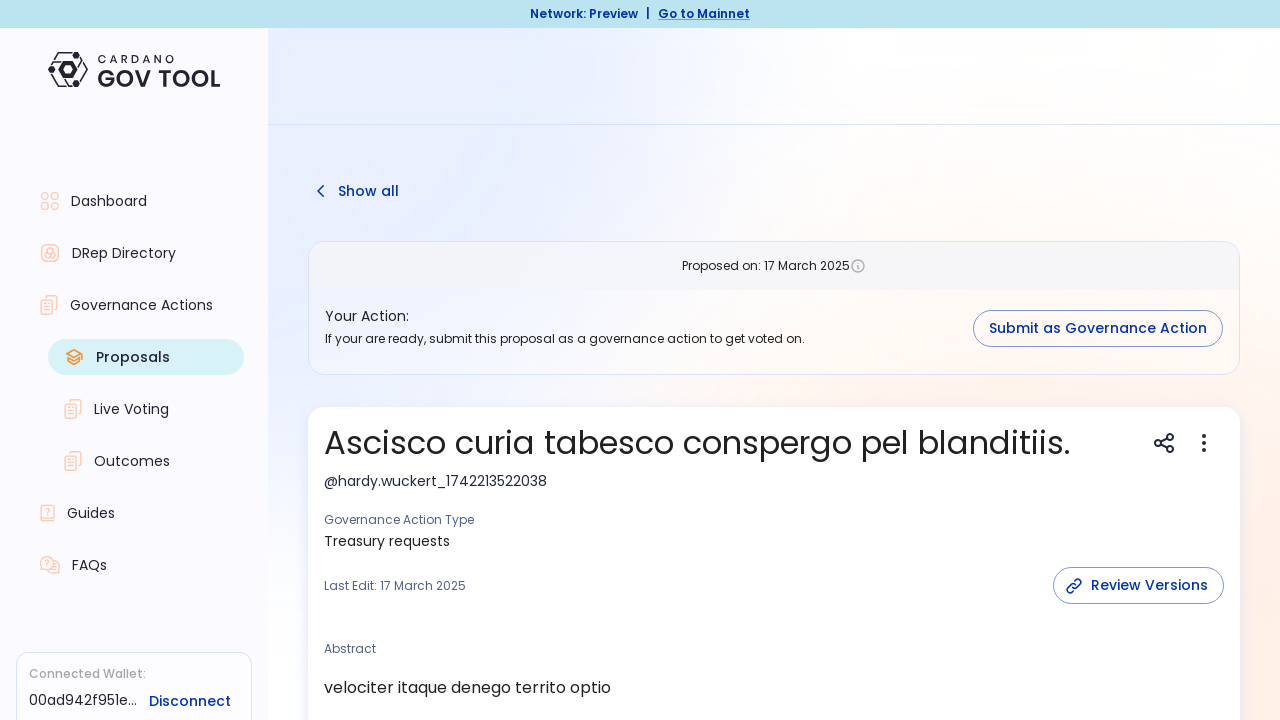 Network: Preview | Go to Mainnet
CARDANO
GOV TOOL
Dashboard
DRep Directory
Governance Actions
Proposals
Live Voting
Outcomes
Guides
FAQs
Connected Wallet:
00ad942f951e... Disconnect
Show all
Proposed on: 17 March 2025
Your Action:
If your are ready, submit this proposal as a governance action to get voted on.
Submit as Governance Action
Ascisco curia tabesco conspergo pel blanditiis.
@hardy.wuckert_1742213522038
Governance Action Type
Treasury requests
Last Edit: 17 March 2025
Review Versions
Abstract
velociter itaque denego territo optio